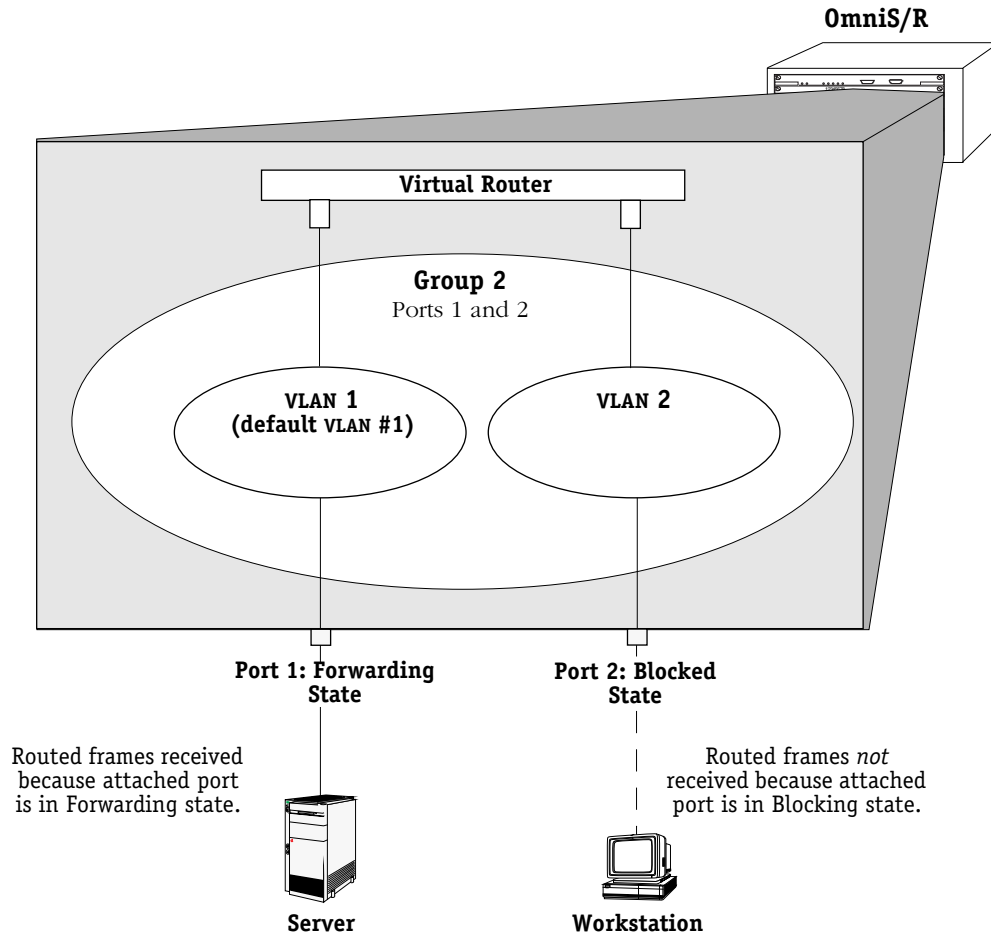 OmniS/R
Virtual Router
Group 2
Ports 1 and 2
VLAN 1
(default VLAN #1)
VLAN 2
Port 1: Forwarding
State
Port 2: Blocked
State
Routed frames received
because attached port
is in Forwarding state.
Routed frames not
received because attached
port is in Blocking state.
Server
Workstation